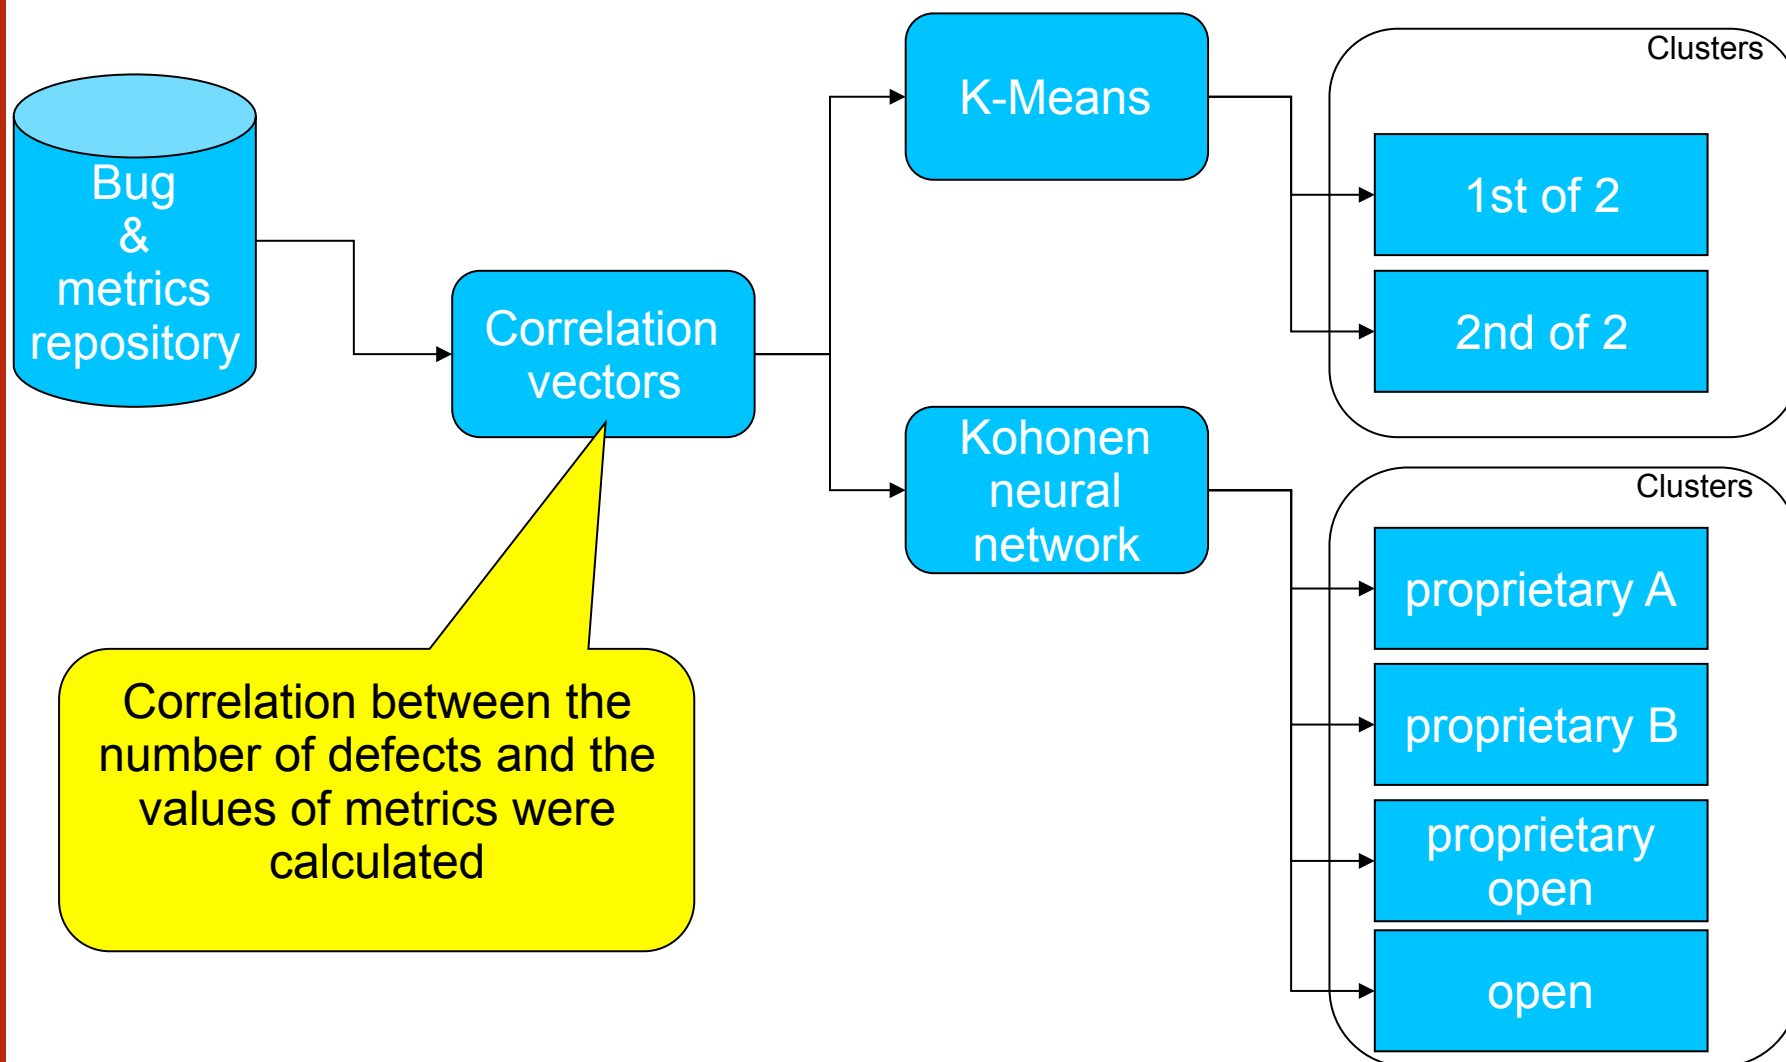 Bug
&
metrics
repository
Correlation
vectors
Correlation between the
number of defects and the
values of metrics were
calculated
K-Means
Kohonen
neural
network
Clusters
1st of 2
2nd of 2
Clusters
proprietary A
proprietary B
proprietary
open
open